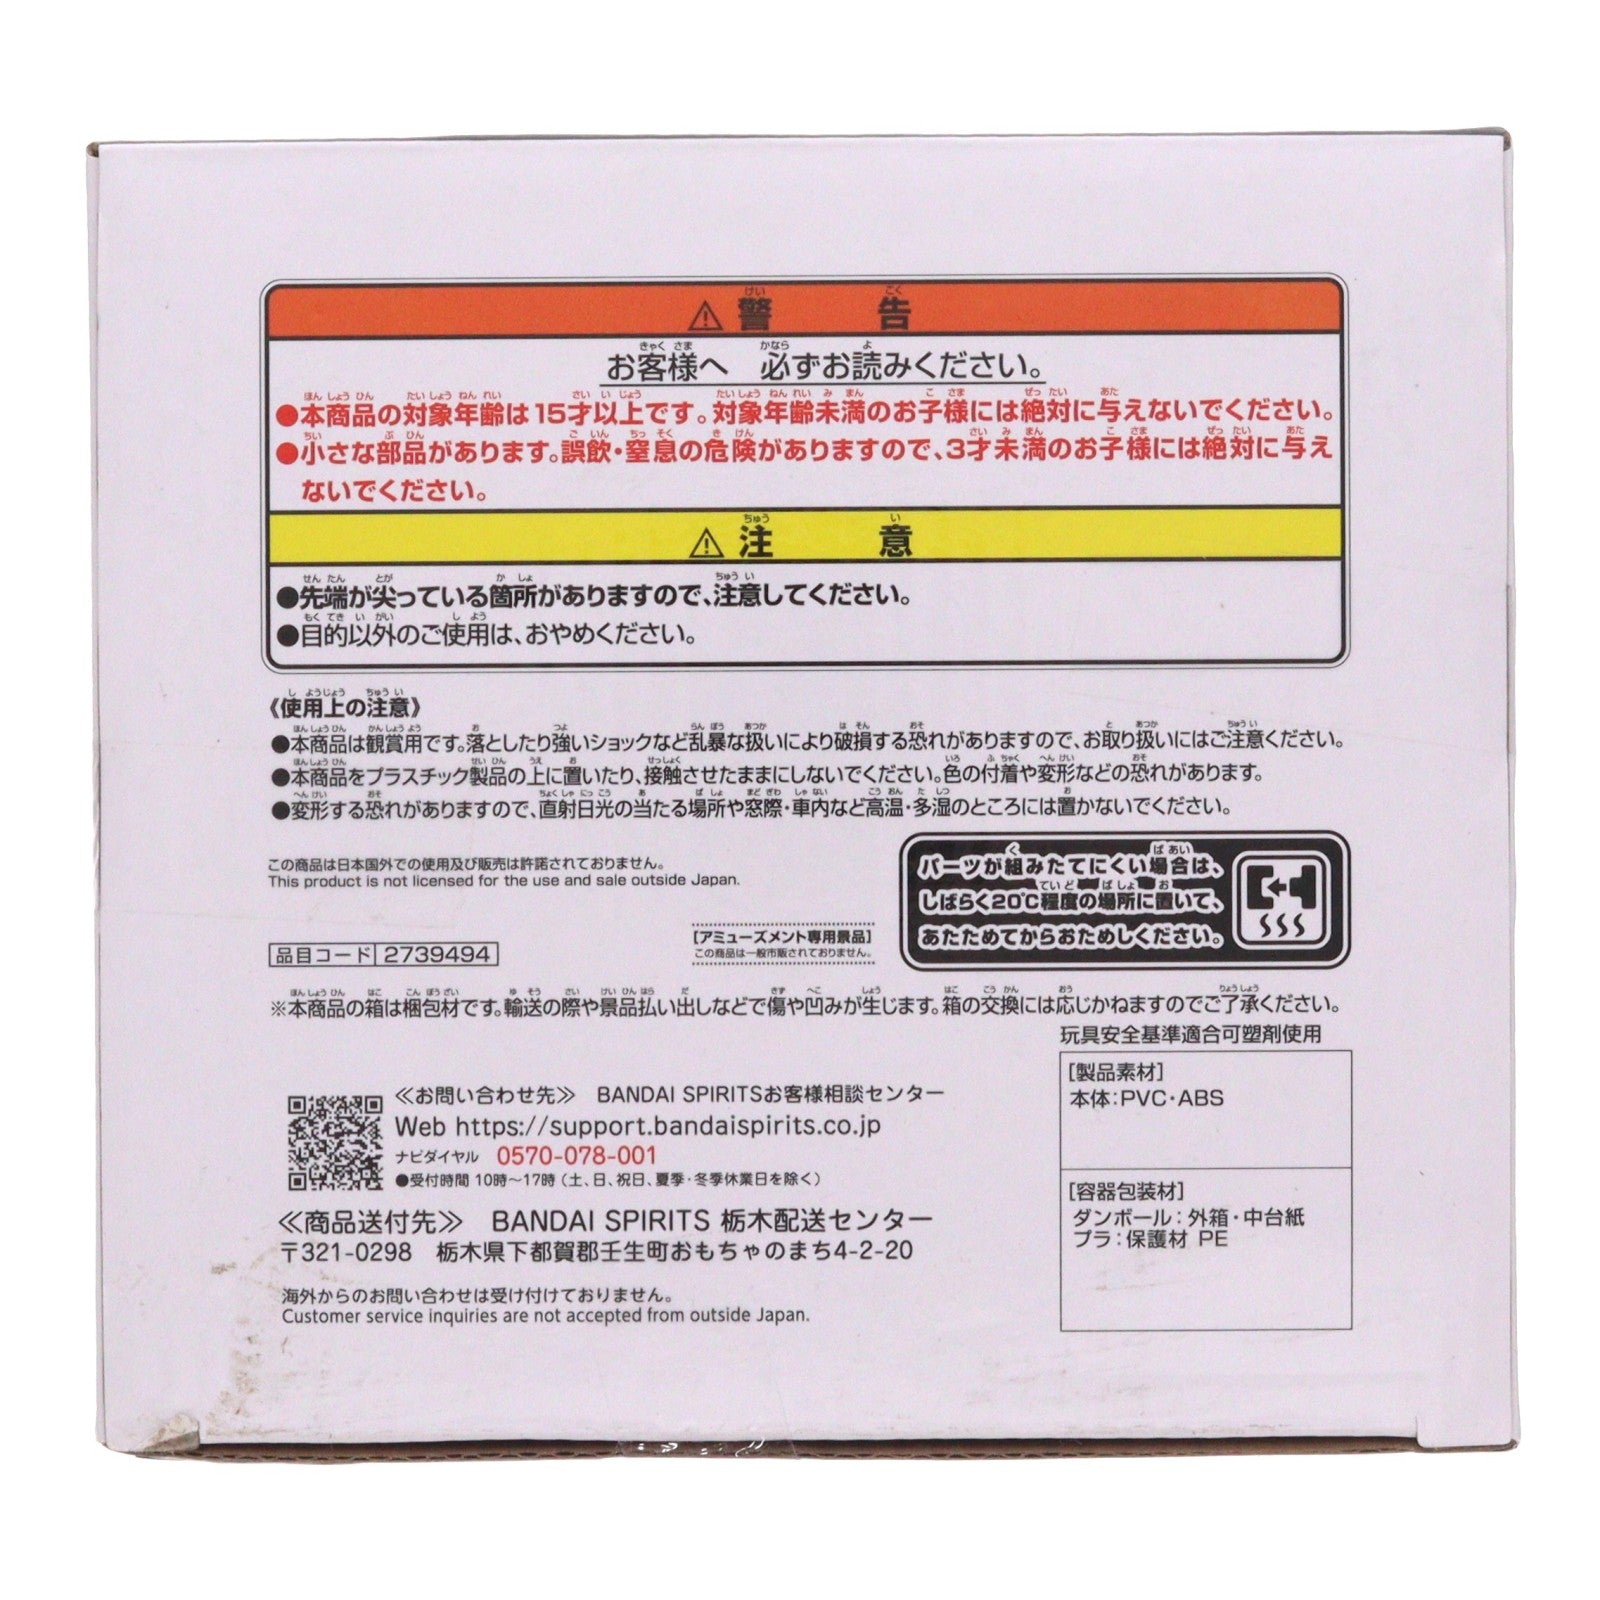 ⚠警告
お客様へ 必ずお読みください。
●本商品の対象年齢は15才以上です。対象年齢未満のお子様には絶対に与えないでください。
●小さな部品があります。誤飲・窒息の危険がありますので、3才未満のお子様には絶対に与え
ないでください。
⚠注意
●先端が尖っている箇所がありますので、注意してください。
●目的以外のご使用は、おやめください。
《使用上の注意》
●本商品は観賞用です。落としたり強いショックなど乱暴な扱いにより破損する恐れがありますので、お取り扱いにはご注意ください。
●本商品をプラスチック製品の上に置いたり、接触させたままにしないでください。色の付着や変形などの恐れがあります。
●変形する恐れがありますので、直射日光の当たる場所や窓際・車内など高温・多湿のところには置かないでください。
パーツが組みたてにくい場合は、
しばらく20℃程度の場所に置いて、
あたためてからおためしください。
この商品は日本国外での使用及び販売は許諾されておりません。
This product is not licensed for the use and sale outside Japan.
[アミューズメント専用景品]
この商品は一般市販されておりません。
品目コード 2739494
※本商品の箱は梱包材です。輸送の際や景品払い出しなどで傷や凹みが生じます。箱の交換には応じかねますのでご了承ください。
玩具安全基準適合可塑剤使用
[製品素材]
本体:PVC・ABS
[容器包装材]
ダンボール:外箱・中台紙
プラ:保護材 PE
≪お問い合わせ先≫ BANDAI SPIRITSお客様相談センター
Web https://support.bandaispirits.co.jp
ナビダイヤル 0570-078-001
●受付時間 10時～17時(土、日、祝日、夏季・冬季休業日を除く)
≪商品送付先≫ BANDAI SPIRITS 栃木配送センター
〒321-0298 栃木県下都賀郡壬生町おもちゃのまち4-2-20
海外からのお問い合わせは受け付けておりません。
Customer service inquiries are not accepted from outside Japan.